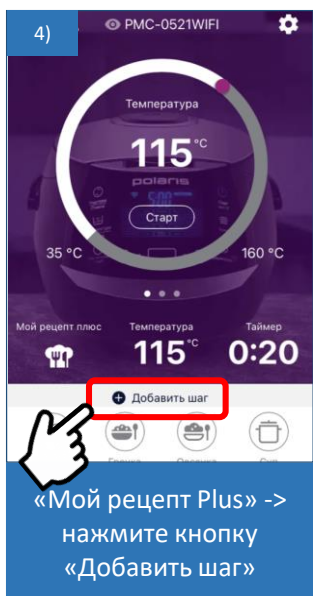 4)
PMC-0521WIFI
Температура
115°C
polaris
Старт
35 °C
160 °C
Мой рецепт плюс
Температура
Таймер
115°C
0:20
Добавить шаг
Суп
«Мой рецепт Plus» ->
нажмите кнопку
«Добавить шаг»